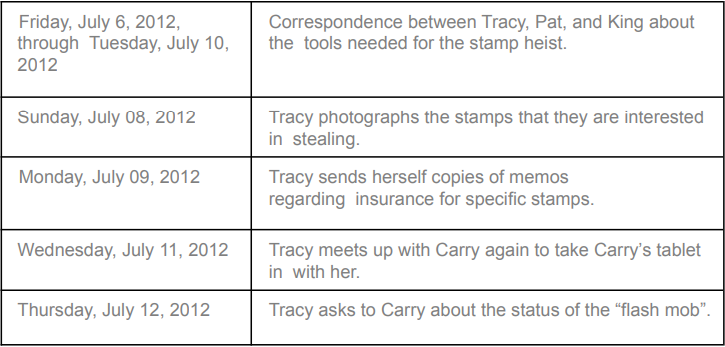 Friday, July 6, 2012,
through Tuesday, July 10,
2012
Correspondence between Tracy, Pat, and King about
the tools needed for the stamp heist.
Sunday, July 08, 2012
Tracy photographs the stamps that they are interested
in stealing.
Monday, July 09, 2012
Tracy sends herself copies of memos
regarding insurance for specific stamps.
Wednesday, July 11, 2012
Tracy meets up with Carry again to take Carry’s tablet
in with her.
Thursday, July 12, 2012
Tracy asks to Carry about the status of the “flash mob”.